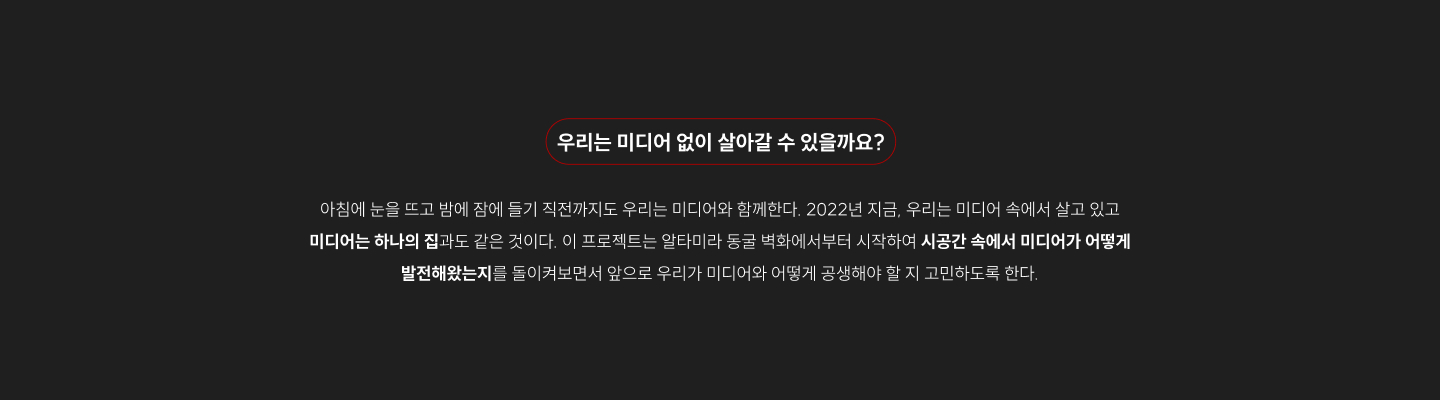 우리는 미디어 없이 살아갈 수 있을까요?
아침에 눈을 뜨고 밤에 잠에 들기 직전까지도 우리는 미디어와 함께한다. 2022년 지금, 우리는 미디어 속에서 살고 있고
미디어는 하나의 집과도 같은 것이다. 이 프로젝트는 알타미라 동굴 벽화에서부터 시작하여 시공간 속에서 미디어가 어떻게
발전해왔는지를 돌이켜보면서 앞으로 우리가 미디어와 어떻게 공생해야 할 지 고민하도록 한다.